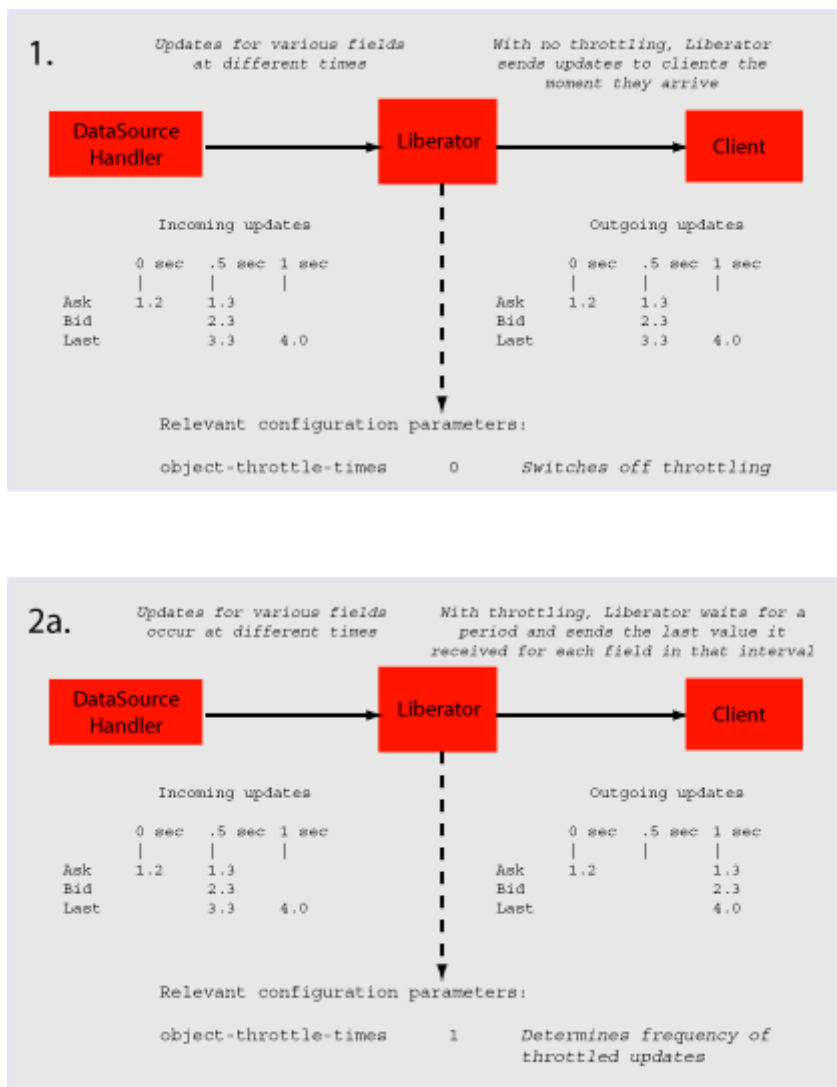 1.
Updates for various fields
at different times
With no throttling, Liberator
sends updates to clients the
moment they arrive
DataSource
Handler
Liberator
Client
Incoming updates
0 sec .5 sec 1 sec
Ask 1.2 1.3
Bid 2.3
Last 3.3 4.0
Outgoing updates
0 sec .5 sec 1 sec
Ask 1.2 1.3
Bid 2.3
Last 3.3 4.0
Relevant configuration parameters:
object-throttle-times 0 Switches off throttling
2a.
Updates for various fields
occur at different times
With throttling, Liberator waits for a
period and sends the last value it
received for each field in that interval
DataSource
Handler
Liberator
Client
Incoming updates
0 sec .5 sec 1 sec
Ask 1.2 1.3
Bid 2.3
Last 3.3 4.0
Outgoing updates
0 sec .5 sec 1 sec
Ask 1.2 1.3
Bid 2.3
Last 4.0
Relevant configuration parameters:
object-throttle-times 1 Determines frequency of
throttled updates